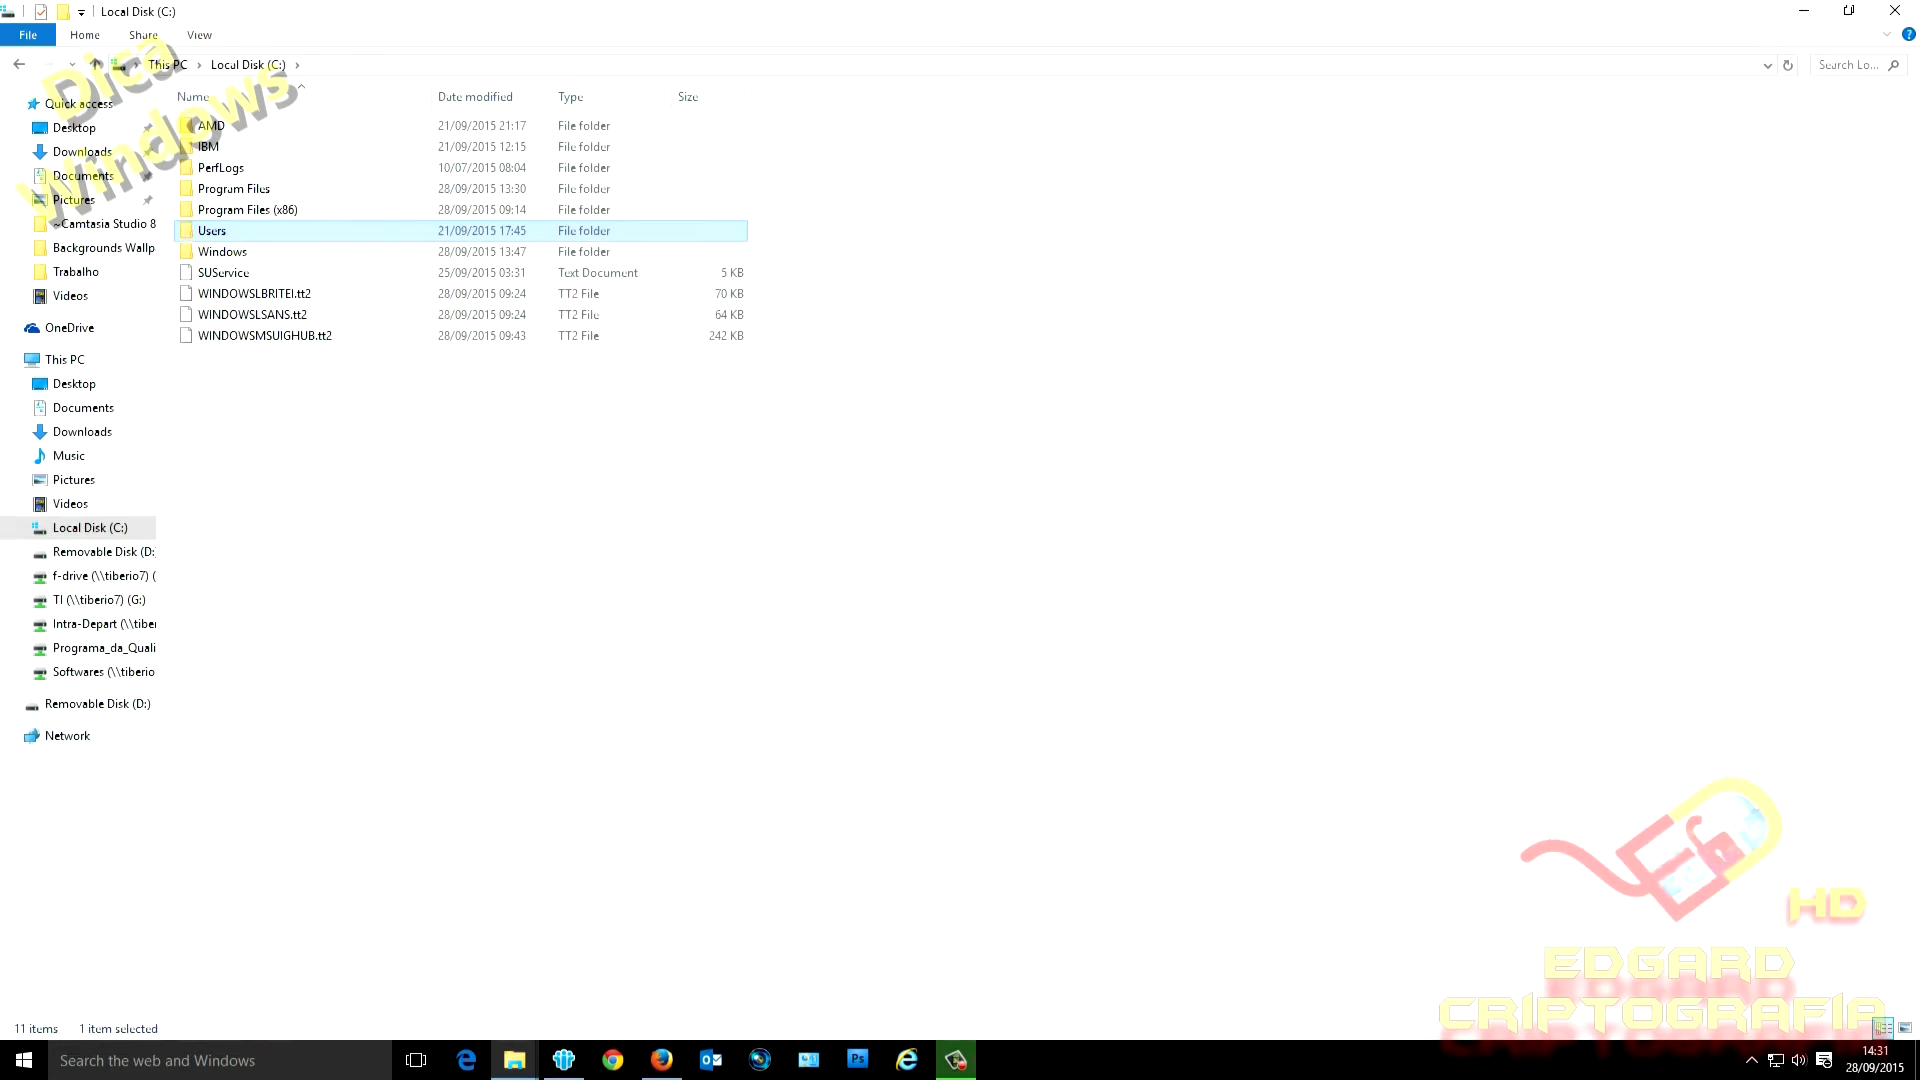 Local Disk (C:)
File Home Share View
This PC Local Disk (C:) Search Lo...
Dica
Windows
Name Date modified Type Size
AMD 21/09/2015 21:17 File folder
IBM 21/09/2015 12:15 File folder
PerfLogs 10/07/2015 08:04 File folder
Program Files 28/09/2015 13:30 File folder
Program Files (x86) 28/09/2015 09:14 File folder
Users 21/09/2015 17:45 File folder
Windows 28/09/2015 13:47 File folder
SUService 25/09/2015 03:31 Text Document 5 KB
WINDOWSLBRITEI.tt2 28/09/2015 09:24 TT2 File 70 KB
WINDOWSLSANS.tt2 28/09/2015 09:24 TT2 File 64 KB
WINDOWSMSUIGHUB.tt2 28/09/2015 09:43 TT2 File 242 KB
Quick access
Desktop
Downloads
Documents
Pictures
~Camtasia Studio 8
Backgrounds Wallp
Trabalho
Videos
OneDrive
This PC
Desktop
Documents
Downloads
Music
Pictures
Videos
Local Disk (C:)
Removable Disk (D:
f-drive (\\tiberio7) (
TI (\\tiberio7) (G:)
Intra-Depart (\\tiber
Programa_da_Quali
Softwares (\\tiberio
Removable Disk (D:)
Network
HD
EDGARD
CRIPTOGRAFIA
11 items 1 item selected
Search the web and Windows
Ps
14:31
28/09/2015